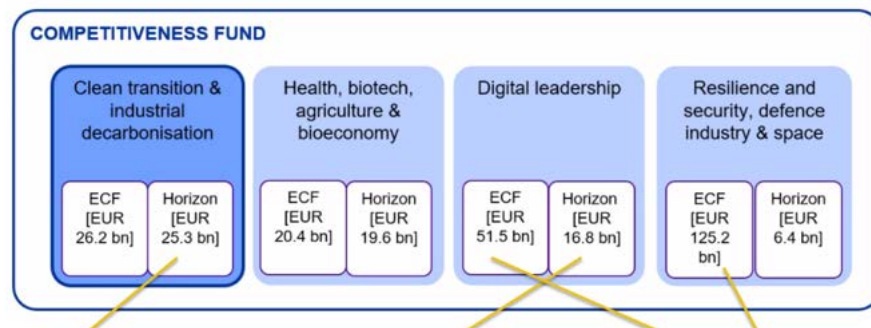 COMPETITIVENESS FUND
Clean transition &
industrial
decarbonisation
ECF
[EUR
26.2 bn]
Horizon
[EUR
25.3 bn]
Health, biotech,
agriculture &
bioeconomy
ECF
[EUR
20.4 bn]
Horizon
[EUR
19.6 bn]
Digital leadership
ECF
[EUR
51.5 bn]
Horizon
[EUR
16.8 bn]
Resilience and
security, defence
industry & space
ECF
[EUR
125.2
bn]
Horizon
[EUR
6.4 bn]